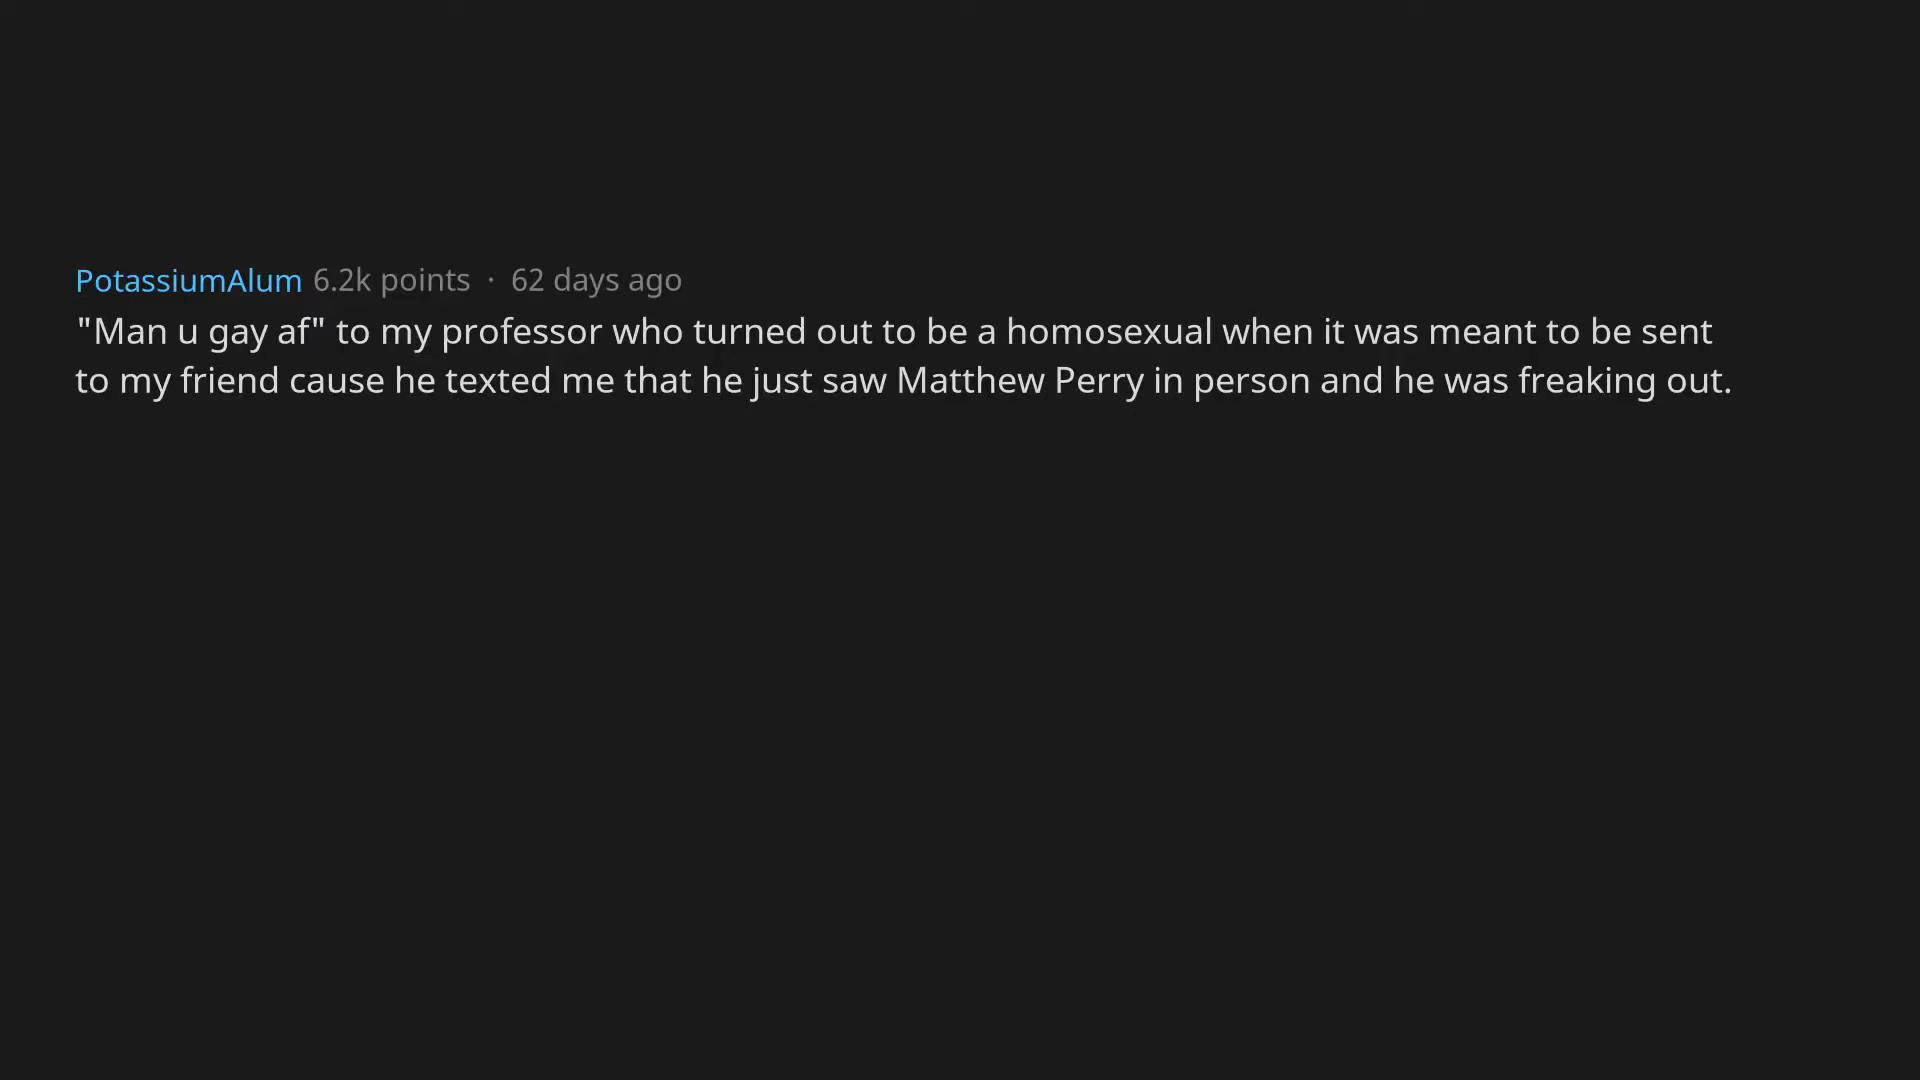 PotassiumAlum 6.2k points · 62 days ago
"Man u gay af" to my professor who turned out to be a homosexual when it was meant to be sent
to my friend cause he texted me that he just saw Matthew Perry in person and he was freaking out.